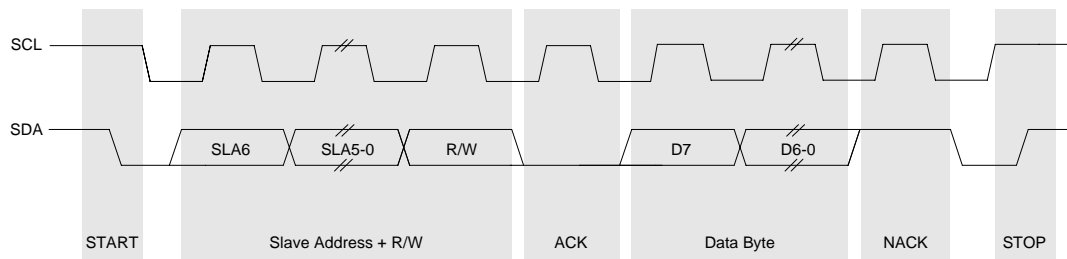 SCL
SDA
SLA6 SLA5-0 R/W D7 D6-0
START Slave Address + R/W ACK Data Byte NACK STOP